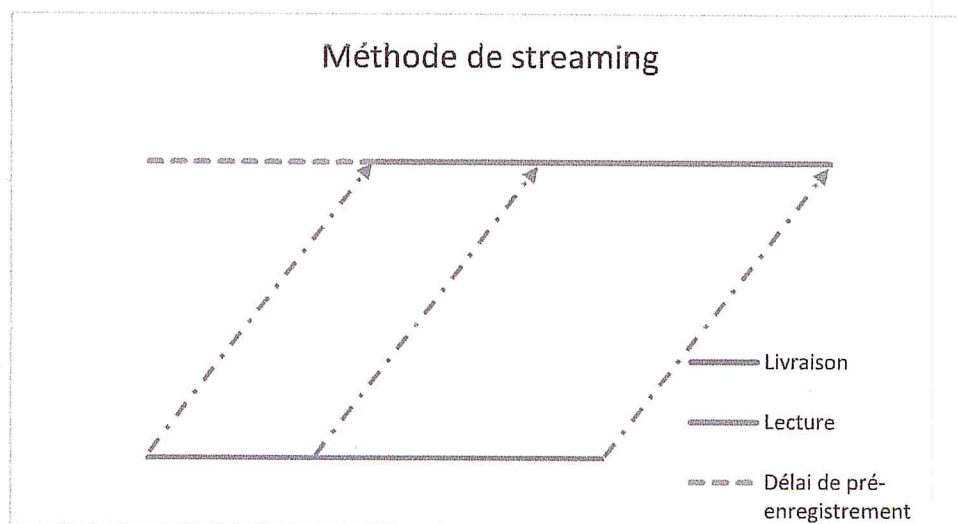 Méthode de streaming
Livraison
Lecture
Délai de pré-
enregistrement